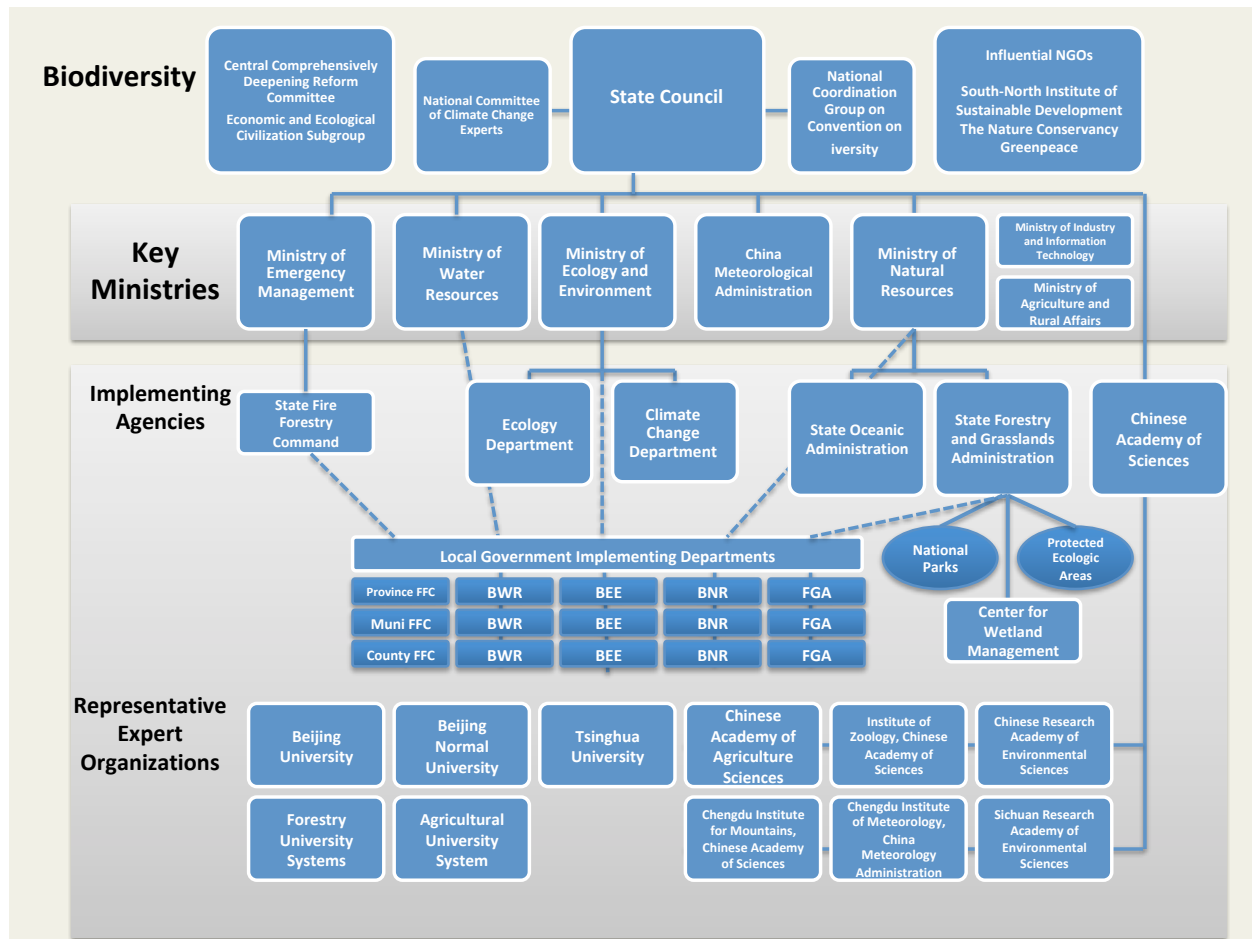 Biodiversity
Central Comprehensively
Deepening Reform
Committee
Economic and Ecological
Civilization Subgroup
National Committee
of Climate Change
Experts
State Council
National
Coordination
Group on
Convention on
iversity
Influential NGOs
South-North Institute of
Sustainable Development
The Nature Conservancy
Greenpeace
Key
Ministries
Ministry of
Emergency
Management
Ministry of
Water
Resources
Ministry of
Ecology and
Environment
China
Meteorological
Administration
Ministry of
Natural
Resources
Ministry of Industry
and Information
Technology
Ministry of
Agriculture and
Rural Affairs
Implementing
Agencies
State Fire
Forestry
Command
Ecology
Department
Climate
Change
Department
State Oceanic
Administration
State Forestry
and Grasslands
Administration
Chinese
Academy of
Sciences
Local Government Implementing Departments
Province FFC
BWR
BEE
BNR
FGA
Muni FFC
BWR
BEE
BNR
FGA
County FFC
BWR
BEE
BNR
FGA
National
Parks
Protected
Ecologic
Areas
Center for
Wetland
Management
Representative
Expert
Organizations
Beijing
University
Beijing
Normal
University
Tsinghua
University
Chinese
Academy of
Agriculture
Sciences
Institute of
Zoology, Chinese
Academy of
Sciences
Chinese Research
Academy of
Environmental
Sciences
Forestry
University
Systems
Agricultural
University
System
Chengdu Institute
for Mountains,
Chinese Academy
of Sciences
Chengdu Institute
of Meteorology,
China
Meteorology
Administration
Sichuan Research
Academy of
Environmental
Sciences